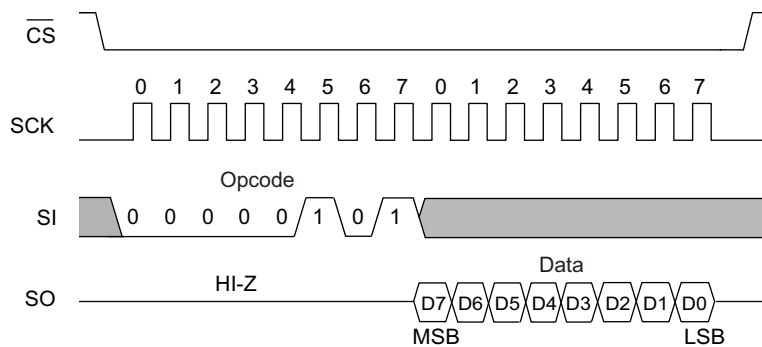 CS
0 1 2 3 4 5 6 7 0 1 2 3 4 5 6 7
SCK
Opcode
SI 0 0 0 0 0 1 0 1
HI-Z Data
SO D7 D6 D5 D4 D3 D2 D1 D0
MSB LSB